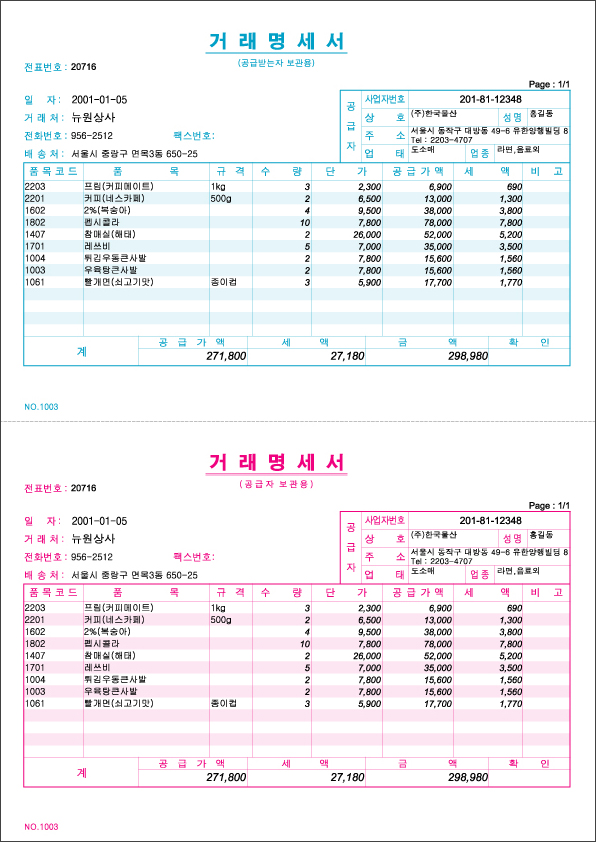 거 래 명 세 서
(공급받는자 보관용)
전표번호 : 20716
Page : 1/1
일 자 : 2001-01-05
거 래 처 : 뉴원상사
전화번호 : 956-2512 팩스번호:
배 송 처 : 서울시 중랑구 면목3동 650-25
공급자
사업자번호 201-81-12348
상 호 (주)한국물산 성명 홍길동
주 소 서울시 동작구 대방동 49-6 유한양행빌딩 8
Tel : 2203-4707
업 태 도소매 업종 라면,음료외
품목코드 품 목 규 격 수 량 단 가 공 급 가 액 세 액 비 고
2203 프림(커피메이트) 1kg 3 2,300 6,900 690
2201 커피(네스카페) 500g 2 6,500 13,000 1,300
1602 2%(복숭아) 4 9,500 38,000 3,800
1802 펩시콜라 10 7,800 78,000 7,800
1407 참매실(해태) 2 26,000 52,000 5,200
1701 레쓰비 5 7,000 35,000 3,500
1004 튀김우동큰사발 2 7,800 15,600 1,560
1003 우육탕큰사발 2 7,800 15,600 1,560
1061 빨개면(쇠고기맛) 종이컵 3 5,900 17,700 1,770
계 공 급 가 액 세 액 금 액 확 인
271,800 27,180 298,980
NO.1003
거 래 명 세 서
(공급자 보관용)
전표번호 : 20716
Page : 1/1
일 자 : 2001-01-05
거 래 처 : 뉴원상사
전화번호 : 956-2512 팩스번호:
배 송 처 : 서울시 중랑구 면목3동 650-25
공급자
사업자번호 201-81-12348
상 호 (주)한국물산 성명 홍길동
주 소 서울시 동작구 대방동 49-6 유한양행빌딩 8
Tel : 2203-4707
업 태 도소매 업종 라면,음료외
품목코드 품 목 규 격 수 량 단 가 공 급 가 액 세 액 비 고
2203 프림(커피메이트) 1kg 3 2,300 6,900 690
2201 커피(네스카페) 500g 2 6,500 13,000 1,300
1602 2%(복숭아) 4 9,500 38,000 3,800
1802 펩시콜라 10 7,800 78,000 7,800
1407 참매실(해태) 2 26,000 52,000 5,200
1701 레쓰비 5 7,000 35,000 3,500
1004 튀김우동큰사발 2 7,800 15,600 1,560
1003 우육탕큰사발 2 7,800 15,600 1,560
1061 빨개면(쇠고기맛) 종이컵 3 5,900 17,700 1,770
계 공 급 가 액 세 액 금 액 확 인
271,800 27,180 298,980
NO.1003